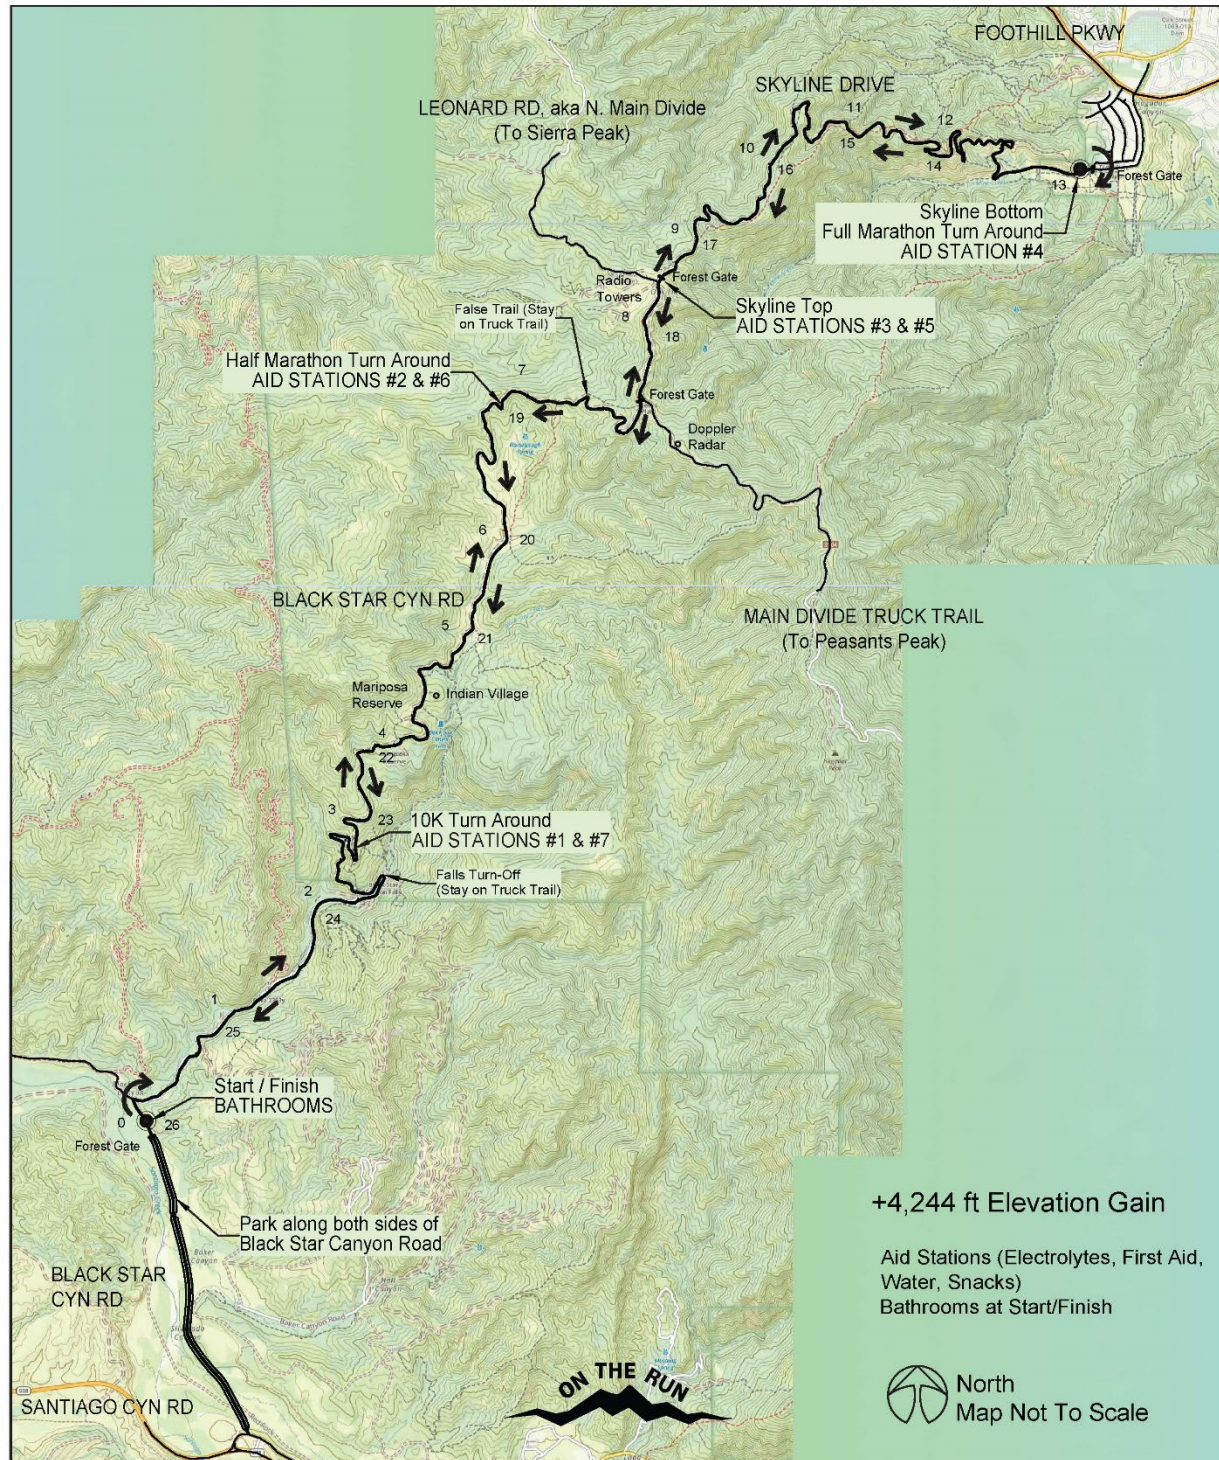 FOOTHILL PKWY
SKYLINE DRIVE
LEONARD RD, aka N. Main Divide
(To Sierra Peak)
11
12
10
15
14
16
13
Forest Gate
Skyline Bottom
Full Marathon Turn Around
AID STATION #4
9
17
Forest Gate
Radio
Towers
Skyline Top
AID STATIONS #3 & #5
False Trail (Stay
on Truck Trail)
8
18
Half Marathon Turn Around
AID STATIONS #2 & #6
7
Forest Gate
19
Doppler
Radar
6
20
BLACK STAR CYN RD
MAIN DIVIDE TRUCK TRAIL
(To Peasants Peak)
5
21
Mariposa
Reserve
Indian Village
4
22
3
23
10K Turn Around
AID STATIONS #1 & #7
Falls Turn-Off
(Stay on Truck Trail)
2
24
1
25
Start / Finish
BATHROOMS
0
26
Forest Gate
Park along both sides of
Black Star Canyon Road
Baker
Canyon
BLACK STAR
CYN RD
Baker Canyon Road
SANTIAGO CYN RD
ON THE RUN
+4,244 ft Elevation Gain
Aid Stations (Electrolytes, First Aid,
Water, Snacks)
Bathrooms at Start/Finish
North
Map Not To Scale